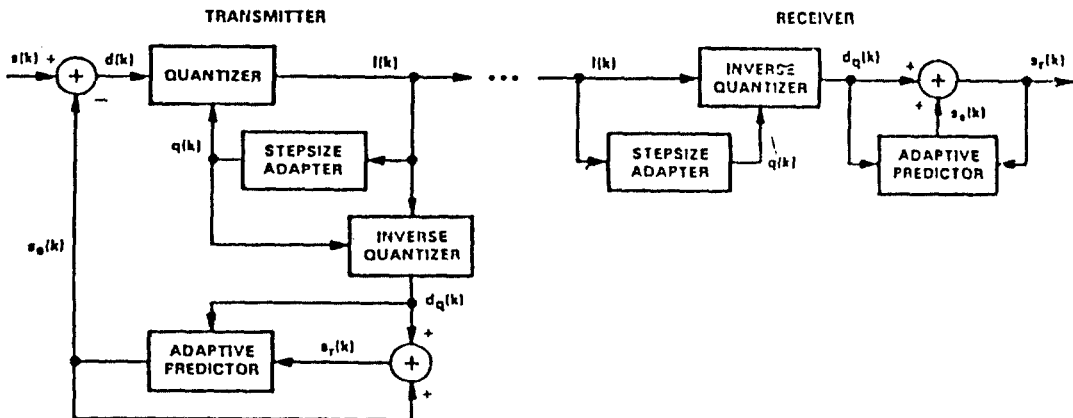 TRANSMITTER
RECEIVER
s(k) +
d(k)
−
QUANTIZER
I(k)
• • •
I(k)
INVERSE
QUANTIZER
dq(k)
+
sr(k)
+
se(k)
q(k)
STEPSIZE
ADAPTER
STEPSIZE
ADAPTER
q(k)
ADAPTIVE
PREDICTOR
se(k)
INVERSE
QUANTIZER
dq(k)
+
ADAPTIVE
PREDICTOR
sr(k)
+
+